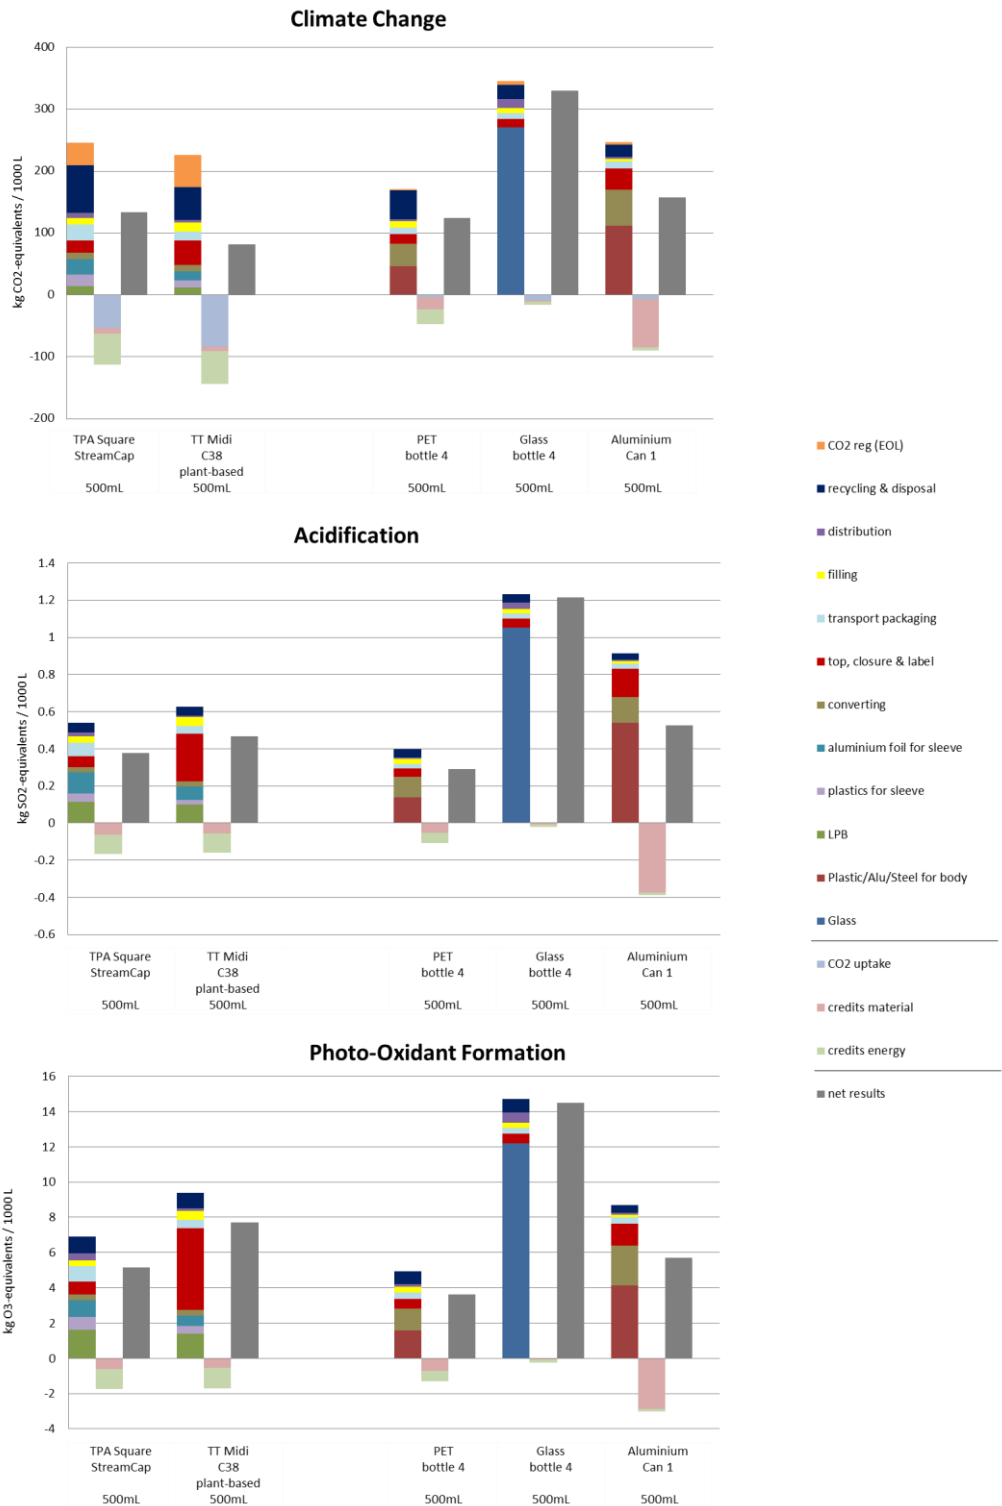 Climate Change
kg CO2-equivalents / 1000 L
400
300
200
100
0
-100
-200
TPA Square
StreamCap
500mL
TT Midi
C38
plant-based
500mL
PET
bottle 4
500mL
Glass
bottle 4
500mL
Aluminium
Can 1
500mL
Acidification
kg SO2-equivalents / 1000 L
1.4
1.2
1
0.8
0.6
0.4
0.2
0
-0.2
-0.4
-0.6
TPA Square
StreamCap
500mL
TT Midi
C38
plant-based
500mL
PET
bottle 4
500mL
Glass
bottle 4
500mL
Aluminium
Can 1
500mL
Photo-Oxidant Formation
kg O3-equivalents / 1000 L
16
14
12
10
8
6
4
2
0
-2
-4
TPA Square
StreamCap
500mL
TT Midi
C38
plant-based
500mL
PET
bottle 4
500mL
Glass
bottle 4
500mL
Aluminium
Can 1
500mL
CO2 reg (EOL)
recycling & disposal
distribution
filling
transport packaging
top, closure & label
converting
aluminium foil for sleeve
plastics for sleeve
LPB
Plastic/Alu/Steel for body
Glass
CO2 uptake
credits material
credits energy
net results